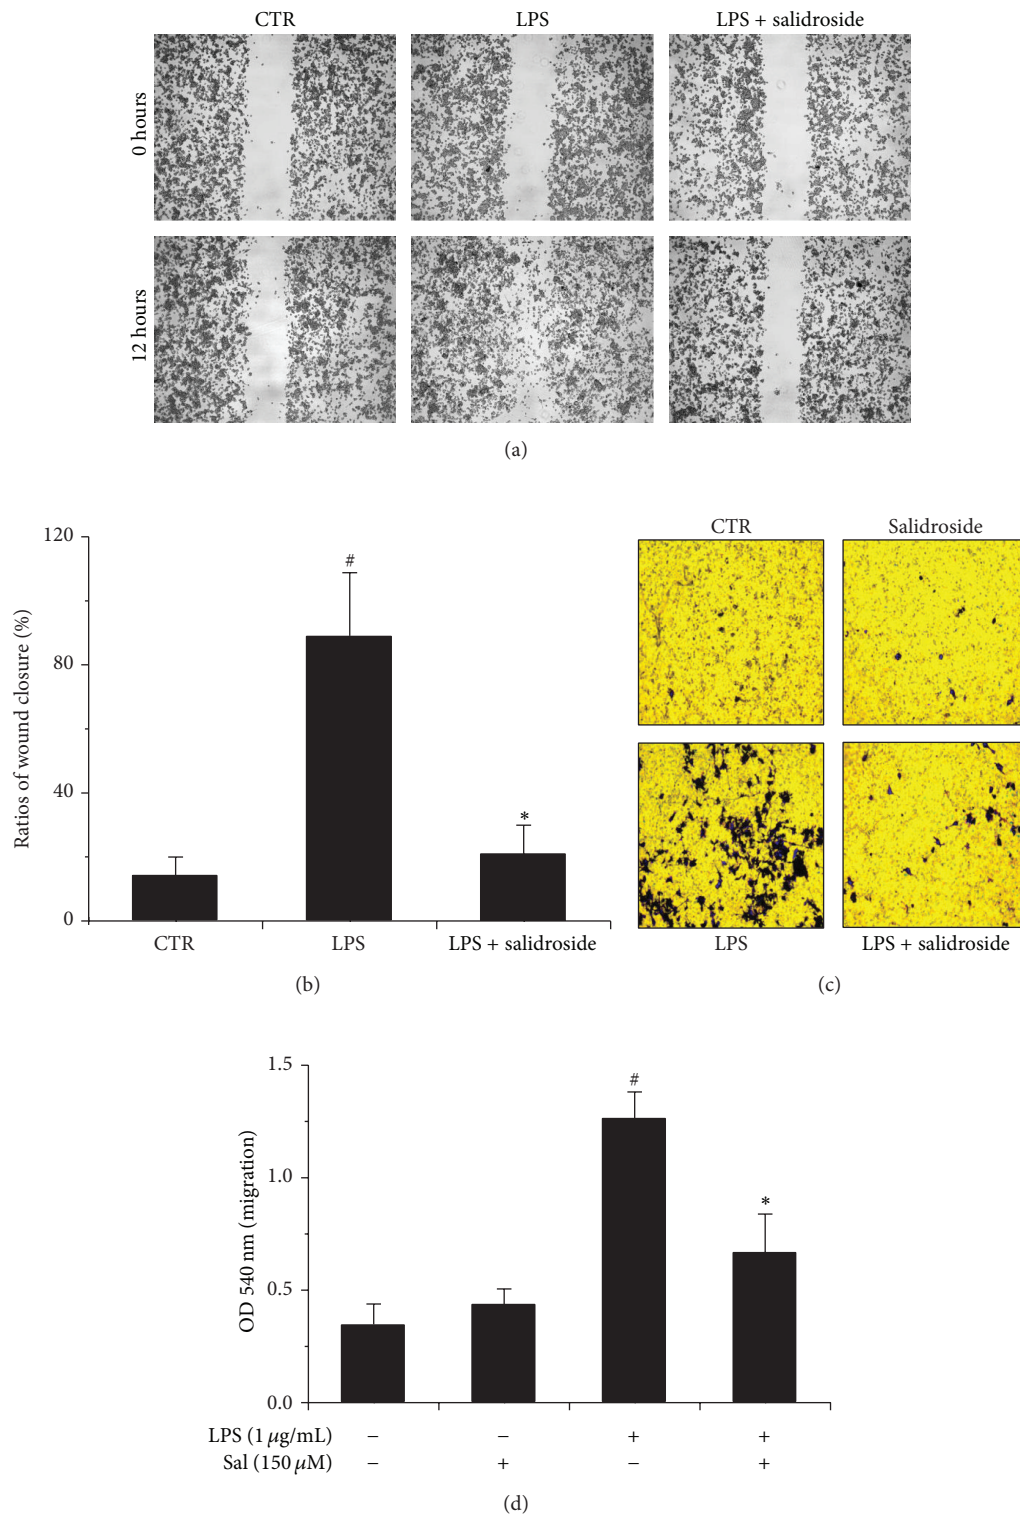 CTR LPS LPS + salidroside
0 hours
12 hours
(a)
120
80
40
0
Ratios of wound closure (%)
#
*
CTR LPS LPS + salidroside
(b)
CTR Salidroside
LPS LPS + salidroside
(c)
1.5
1.0
0.5
0.0
OD 540 nm (migration)
#
*
LPS (1 μg/mL) − − + +
Sal (150 μM) − + − +
(d)